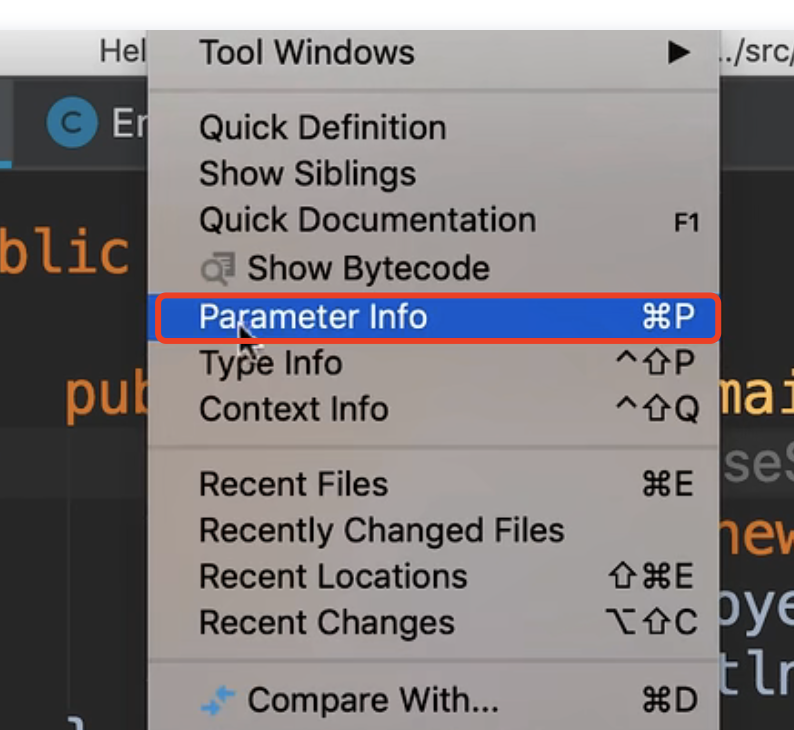 Hel
Tool Windows ▶
../src/
C Er
Quick Definition
Show Siblings
Quick Documentation F1
blic
Show Bytecode
Parameter Info ⌘P
Type Info ^⇧P
pub
mai
Context Info ^⇧Q
seS
Recent Files ⌘E
Recently Changed Files
new
Recent Locations ⇧⌘E
oye
Recent Changes ⌥⇧C
tln
Compare With... ⌘D
}